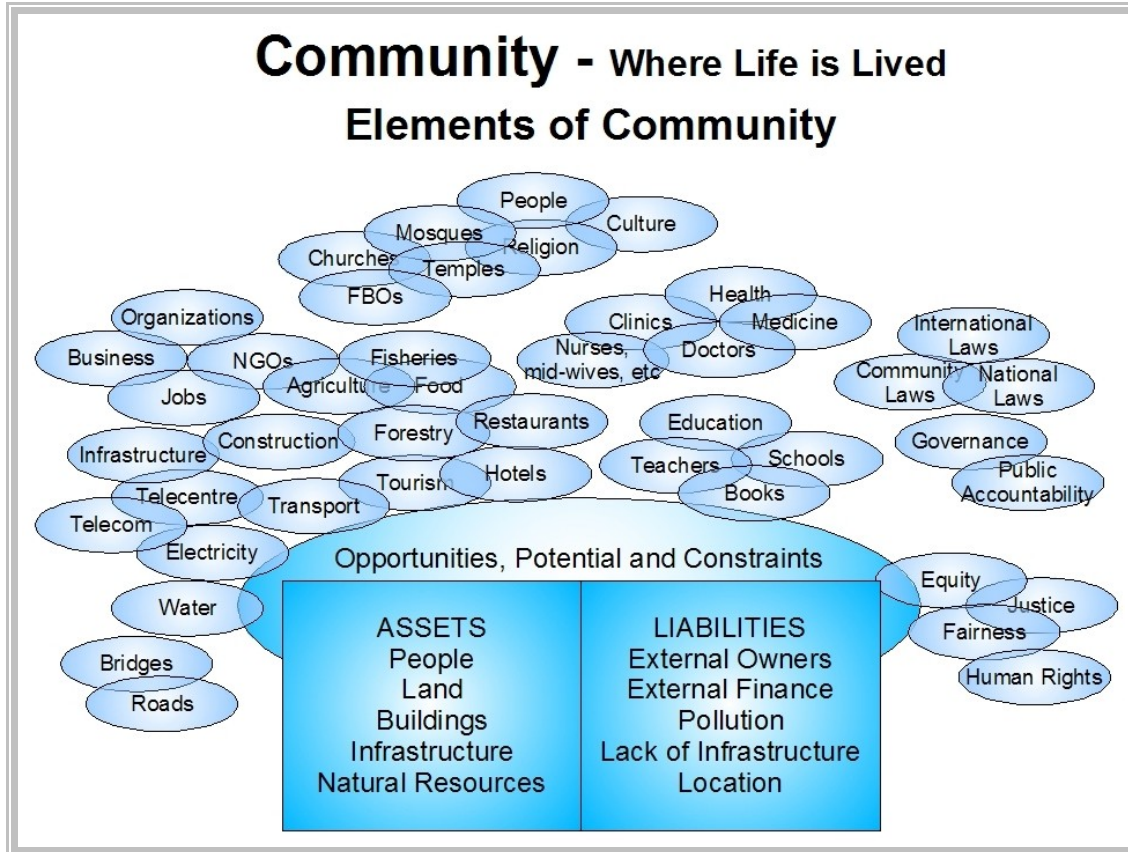 Community - Where Life is Lived
Elements of Community
People
Culture
Mosques
Religion
Churches
Temples
FBOs
Organizations
Business
NGOs
Jobs
Fisheries
Agriculture
Food
Infrastructure
Construction
Forestry
Restaurants
Tourism
Hotels
Telecentre
Transport
Telecom
Electricity
Water
Bridges
Roads
Health
Clinics
Medicine
Nurses,
mid-wives, etc
Doctors
Education
Teachers
Schools
Books
International
Laws
Community
Laws
National
Laws
Governance
Public
Accountability
Equity
Justice
Fairness
Human Rights
Opportunities, Potential and Constraints
ASSETS
People
Land
Buildings
Infrastructure
Natural Resources
LIABILITIES
External Owners
External Finance
Pollution
Lack of Infrastructure
Location